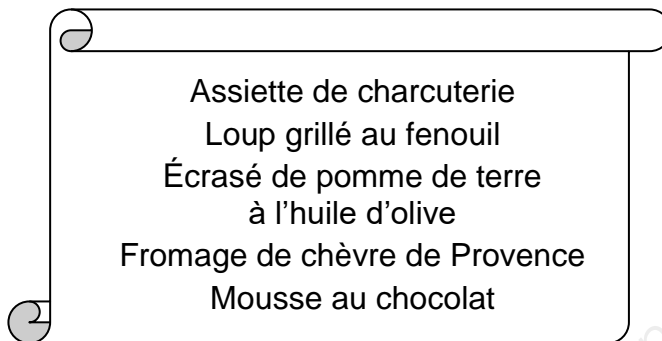 Assiette de charcuterie
Loup grillé au fenouil
Écrasé de pomme de terre
à l’huile d’olive
Fromage de chèvre de Provence
Mousse au chocolat